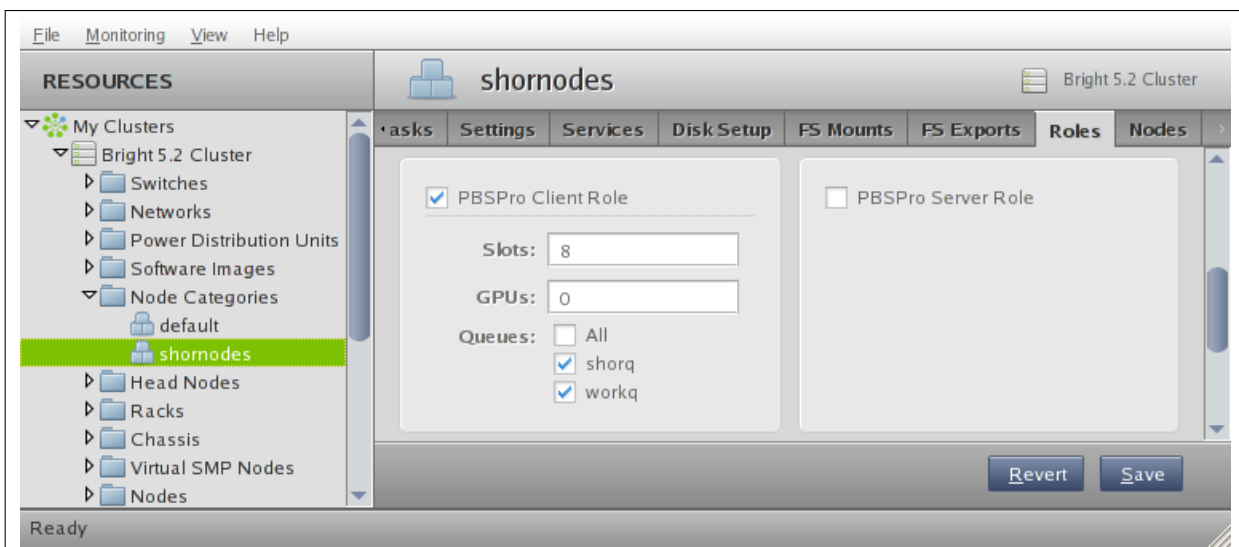 File Monitoring View Help
RESOURCES
My Clusters
Bright 5.2 Cluster
Switches
Networks
Power Distribution Units
Software Images
Node Categories
default
shornodes
Head Nodes
Racks
Chassis
Virtual SMP Nodes
Nodes
shornodes
Bright 5.2 Cluster
asks Settings Services Disk Setup FS Mounts FS Exports Roles Nodes
PBSPro Client Role
Slots: 8
GPUs: 0
Queues: All
shorq
workq
PBSPro Server Role
Revert Save
Ready